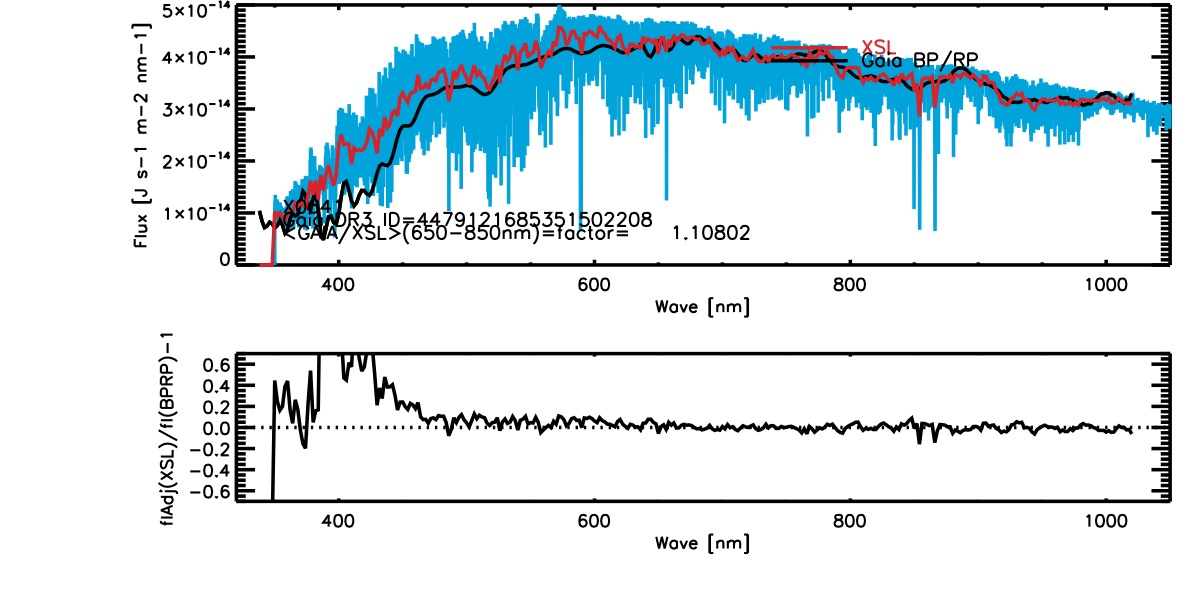 Flux [J s-1 m-2 nm-1]
5×10-14
4×10-14
3×10-14
2×10-14
1×10-14
0
XSL
Gaia BP/RP
Gaia DR3 ID=4479121685351502208
<GAIA/XSL>(650-850nm)=factor= 1.10802
400 600 800 1000
Wave [nm]
flAdj(XSL)/fl(BPRP)-1
0.6
0.4
0.2
0.0
-0.2
-0.4
-0.6
400 600 800 1000
Wave [nm]